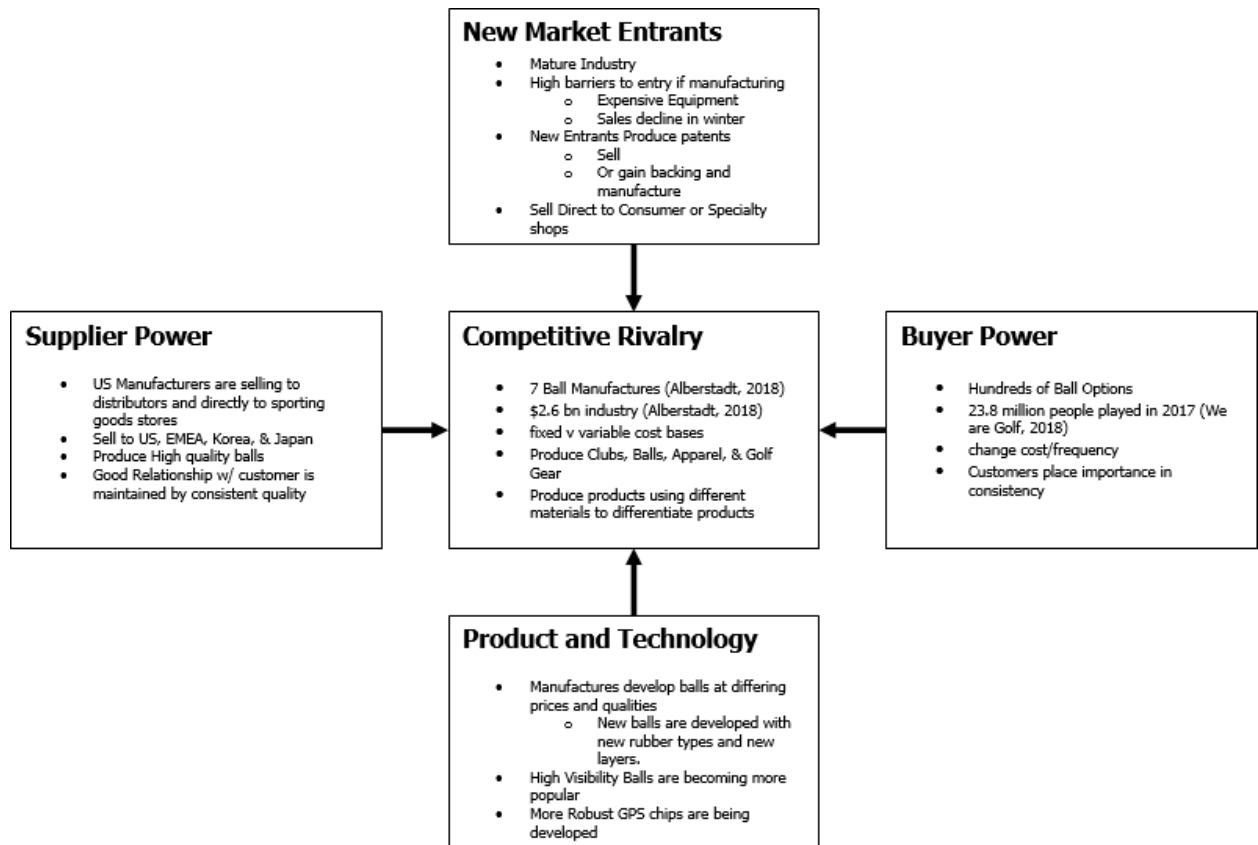 New Market Entrants
• Mature Industry
• High barriers to entry if manufacturing
o Expensive Equipment
o Sales decline in winter
• New Entrants Produce patents
o Sell
o Or gain backing and
manufacture
• Sell Direct to Consumer or Specialty
shops
Supplier Power
• US Manufacturers are selling to
distributors and directly to sporting
goods stores
• Sell to US, EMEA, Korea, & Japan
• Produce High quality balls
• Good Relationship w/ customer is
maintained by consistent quality
Competitive Rivalry
• 7 Ball Manufactures (Alberstadt, 2018)
• $2.6 bn industry (Alberstadt, 2018)
• fixed v variable cost bases
• Produce Clubs, Balls, Apparel, & Golf
Gear
• Produce products using different
materials to differentiate products
Buyer Power
• Hundreds of Ball Options
• 23.8 million people played in 2017 (We
are Golf, 2018)
• change cost/frequency
• Customers place importance in
consistency
Product and Technology
• Manufactures develop balls at differing
prices and qualities
o New balls are developed with
new rubber types and new
layers.
• High Visibility Balls are becoming more
popular
• More Robust GPS chips are being
developed